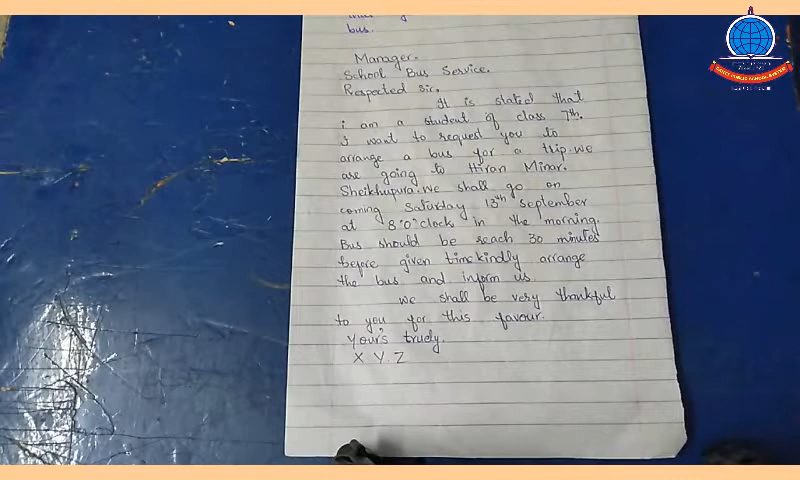 bus.
Manager.
School Bus Service.
Respected Sir,
It is stated that
i am a student of class 7th.
I want to request you to
arrange a bus for a trip. we
are going to Hiran Minar.
Sheikhupura. we shall go on
coming Saturday 13th september
at 8'0'clock in the morning.
Bus should be reach 30 minutes
before given time kindly arrange
the bus and inform us.
we shall be very thankful
to you for this favour.
Your's truely,
X Y. Z